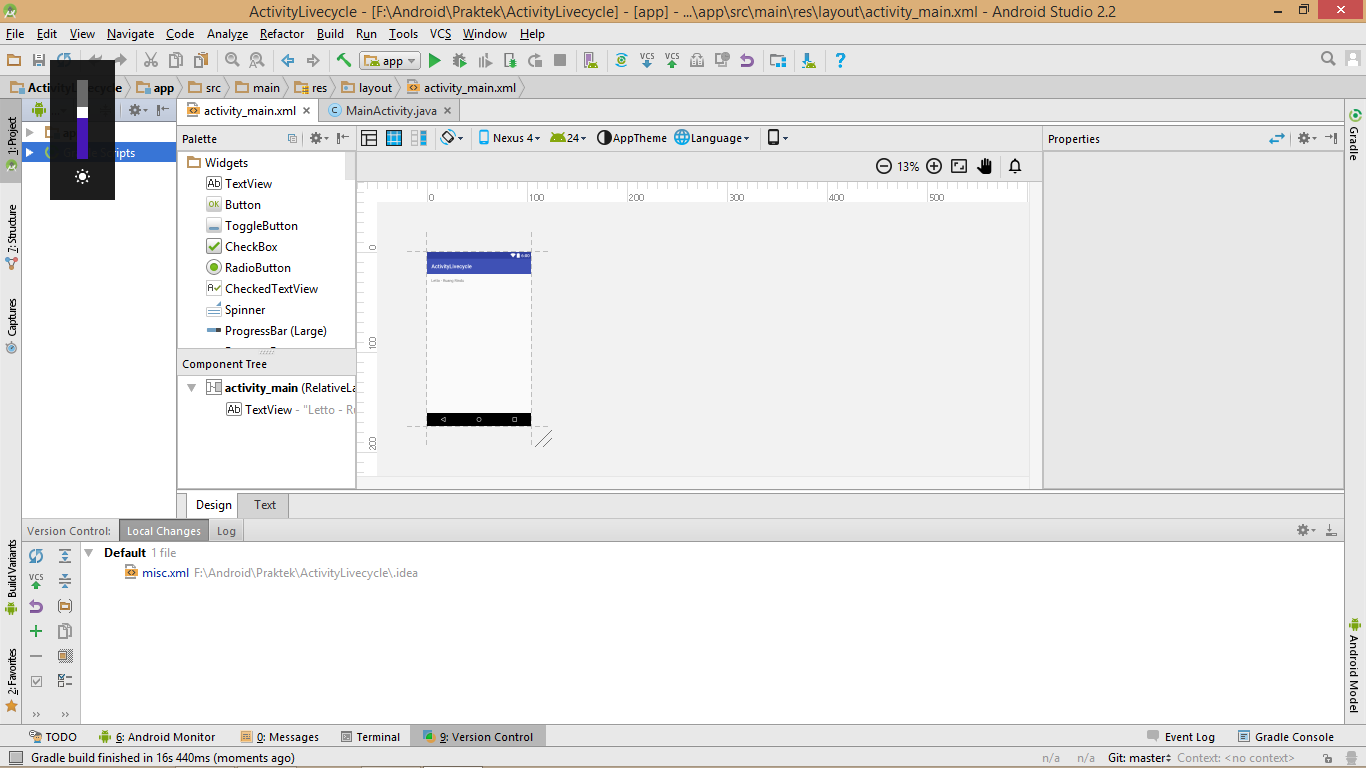 ActivityLivecycle - [F:\Android\Praktek\ActivityLivecycle] - [app] - ...\app\src\main\res\layout\activity_main.xml - Android Studio 2.2
File Edit View Navigate Code Analyze Refactor Build Run Tools VCS Window Help
app VCS VCS
app src main res layout activity_main.xml
activity_main.xml MainActivity.java
1: Project
7: Structure
Captures
Build Variants
2: Favorites
Palette
Widgets
Ab TextView
OK Button
ToggleButton
CheckBox
RadioButton
CheckedTextView
Spinner
ProgressBar (Large)
Component Tree
activity_main (RelativeLa
Ab TextView - "Letto - R
Nexus 4 24 AppTheme Language
13%
0 100 200 300 400 500
0
100
200
ActivityLivecycle
Properties
Gradle
Android Model
Design Text
Version Control: Local Changes Log
Default 1 file
misc.xml F:\Android\Praktek\ActivityLivecycle\.idea
VCS
TODO 6: Android Monitor 0: Messages Terminal 9: Version Control Event Log Gradle Console
Gradle build finished in 16s 440ms (moments ago) n/a n/a Git: master Context: <no context>